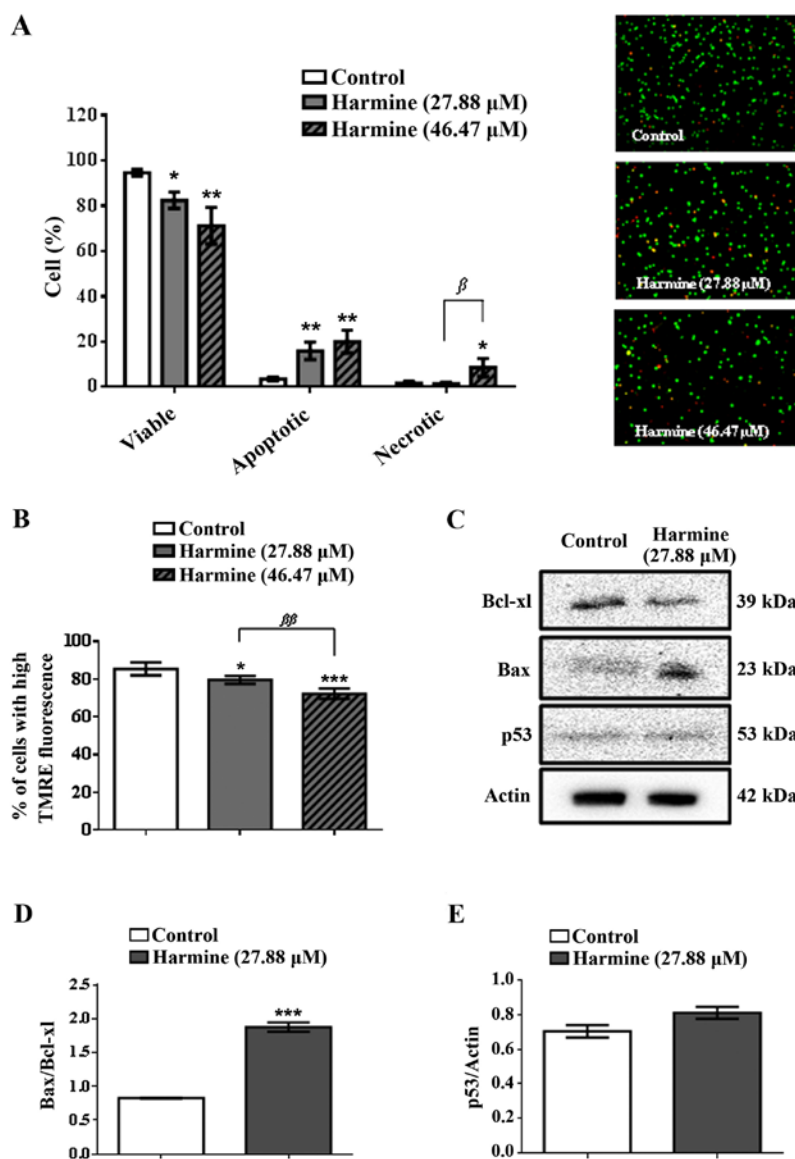 A
Control
Harmine (27.88 μM)
Harmine (46.47 μM)
120
100
80
60
40
20
0
Cell (%)
*
**
**
**
β
*
Viable
Apoptotic
Necrotic
Control
Harmine (27.88 μM)
Harmine (46.47 μM)
B
Control
Harmine (27.88 μM)
Harmine (46.47 μM)
100
80
60
40
20
0
% of cells with high
TMRE fluorescence
*
ββ
***
C
Control
Harmine
(27.88 μM)
Bcl-xl
39 kDa
Bax
23 kDa
p53
53 kDa
Actin
42 kDa
D
Control
Harmine (27.88 μM)
2.5
2.0
1.5
1.0
0.5
0.0
Bax/Bcl-xl
***
E
Control
Harmine (27.88 μM)
1.0
0.8
0.6
0.4
0.2
0.0
p53/Actin